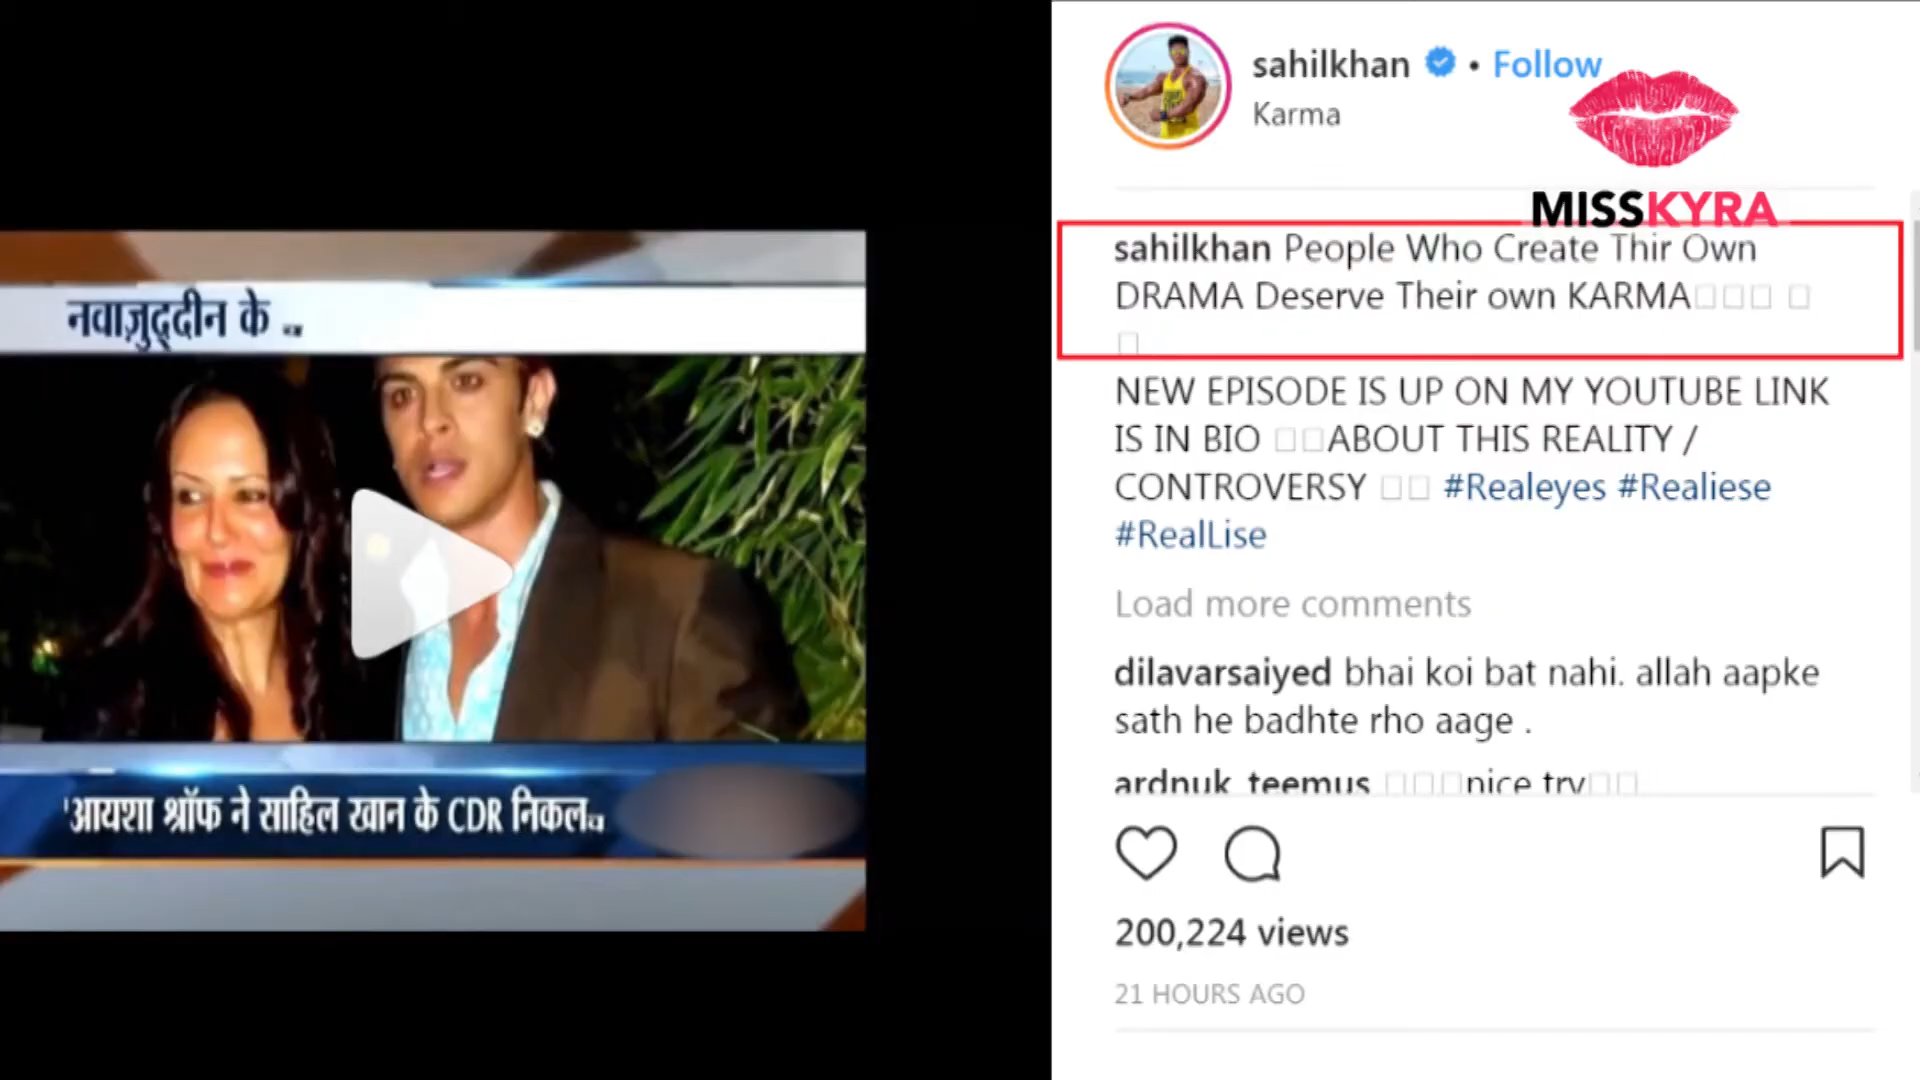 sahilkhan • Follow
Karma
MISSKYRA
sahilkhan People Who Create Thir Own
DRAMA Deserve Their own KARMA
NEW EPISODE IS UP ON MY YOUTUBE LINK
IS IN BIO ABOUT THIS REALITY /
CONTROVERSY #Realeyes #Realiese
#RealLise
Load more comments
dilavarsaiyed bhai koi bat nahi. allah aapke
sath he badhte rho aage .
ardnuk_teemus nice try
200,224 views
21 HOURS AGO
नवाज़ुद्दीन के
'आयशा श्रॉफ ने साहिल खान के CDR